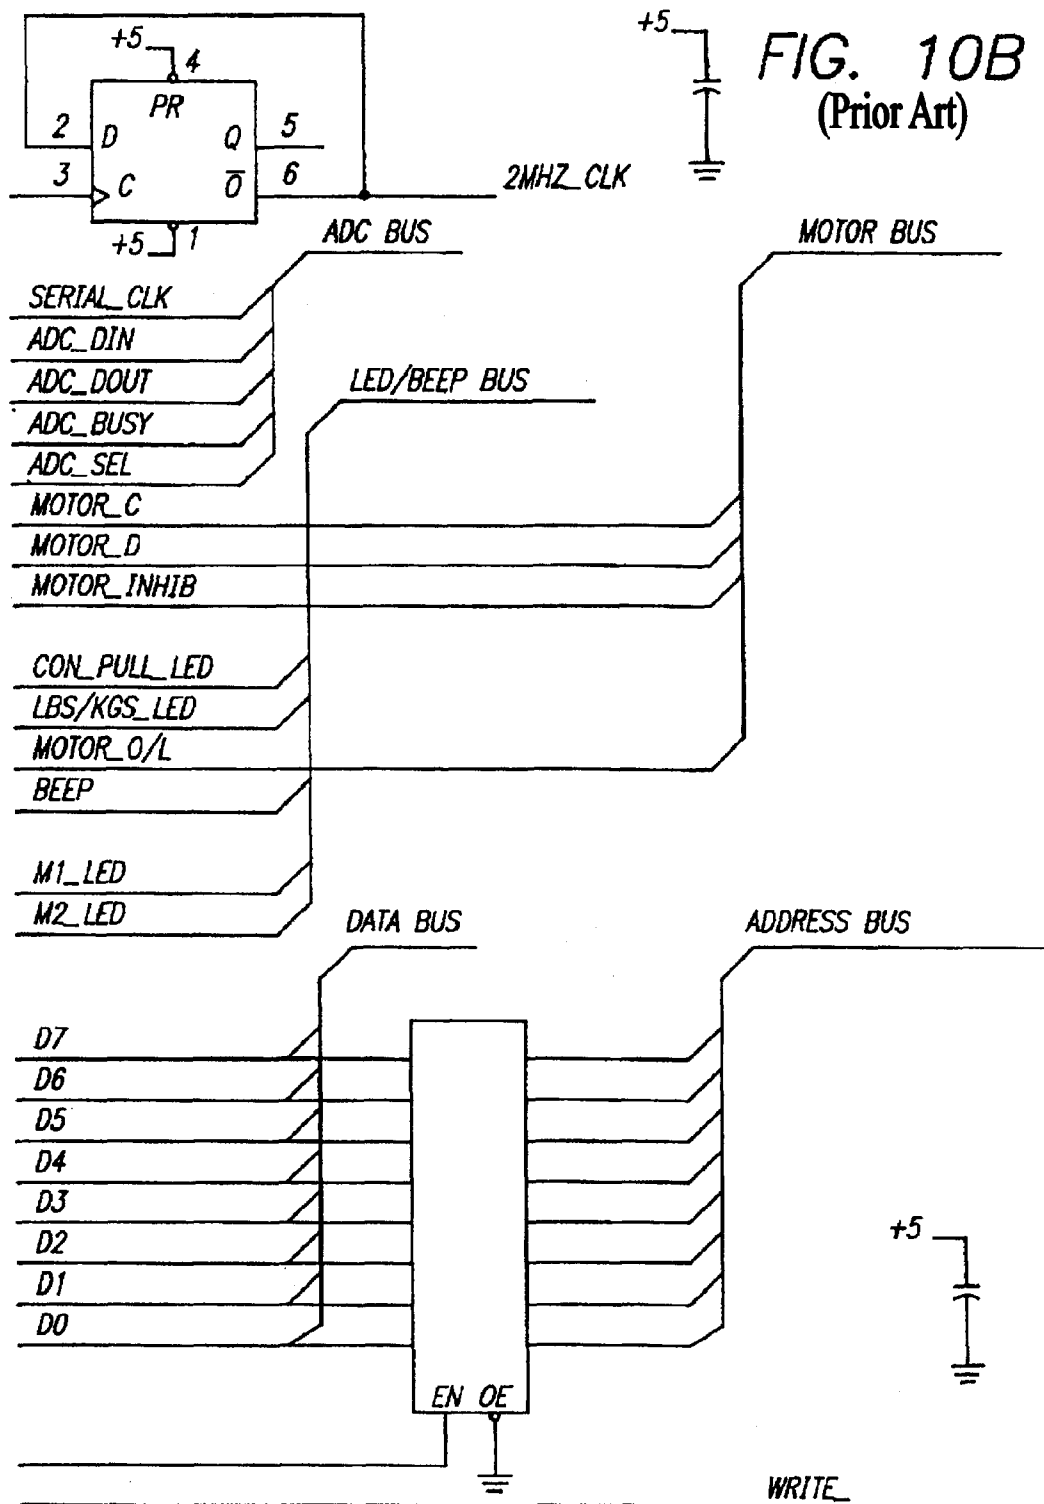 +5
4
FIG. 10B
(Prior Art)
+5
PR
2
D
Q
5
3
C
O
6
2MHZ_CLK
+5
1
ADC BUS
MOTOR BUS
SERIAL_CLK
ADC_DIN
ADC_DOUT
LED/BEEP BUS
ADC_BUSY
ADC_SEL
MOTOR_C
MOTOR_D
MOTOR_INHIB
CON_PULL_LED
LBS/KGS_LED
MOTOR_O/L
BEEP
M1_LED
M2_LED
DATA BUS
ADDRESS BUS
D7
D6
D5
D4
D3
D2
+5
D1
D0
EN OE
WRITE_